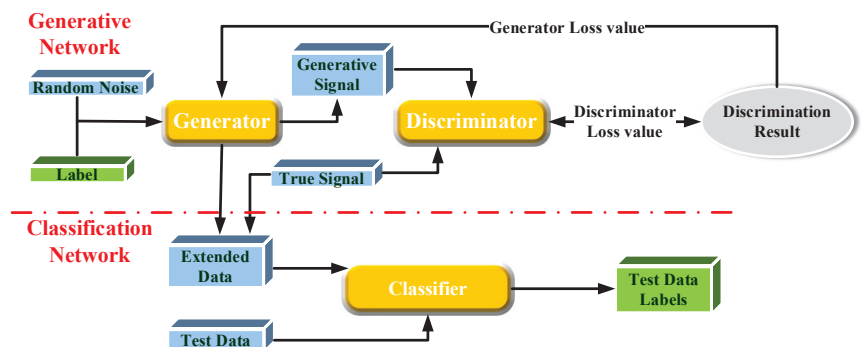 Generative
Network
Generator Loss value
Random Noise
Generative
Signal
Generator
Discriminator
Discriminator
Loss value
Discrimination
Result
Label
True Signal
Classification
Network
Extended
Data
Classifier
Test Data
Labels
Test Data